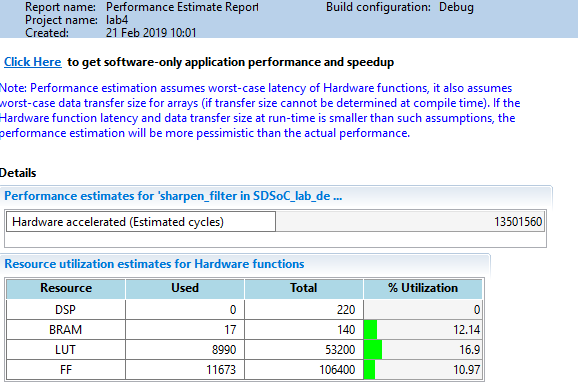 Report name: Performance Estimate Report Build configuration: Debug
Project name: lab4
Created: 21 Feb 2019 10:01
Click Here to get software-only application performance and speedup
Note: Performance estimation assumes worst-case latency of Hardware functions, it also assumes
worst-case data transfer size for arrays (if transfer size cannot be determined at compile time). If the
Hardware function latency and data transfer size at run-time is smaller than such assumptions, the
performance estimation will be more pessimistic than the actual performance.
Details
Performance estimates for 'sharpen_filter in SDSoC_lab_de ...
Hardware accelerated (Estimated cycles) 13501560
Resource utilization estimates for Hardware functions
Resource Used Total % Utilization
DSP 0 220 0
BRAM 17 140 12.14
LUT 8990 53200 16.9
FF 11673 106400 10.97